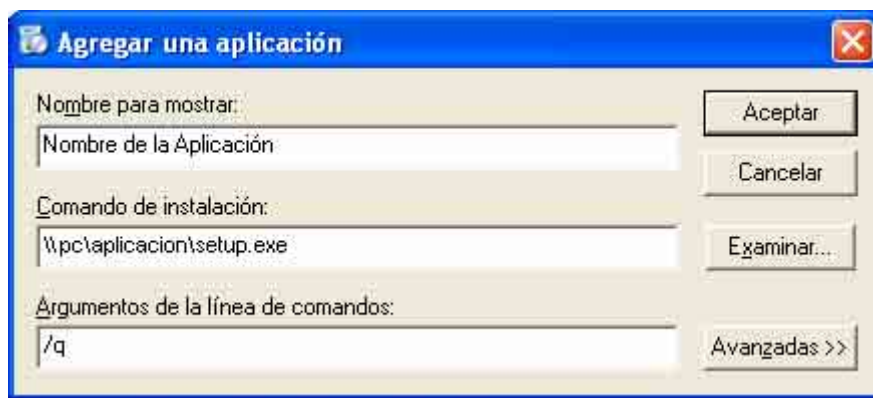 Agregar una aplicación
Nombre para mostrar:
Nombre de la Aplicación
Comando de instalación:
\\pc\aplicacion\setup.exe
Argumentos de la línea de comandos:
/q
Aceptar
Cancelar
Examinar...
Avanzadas >>